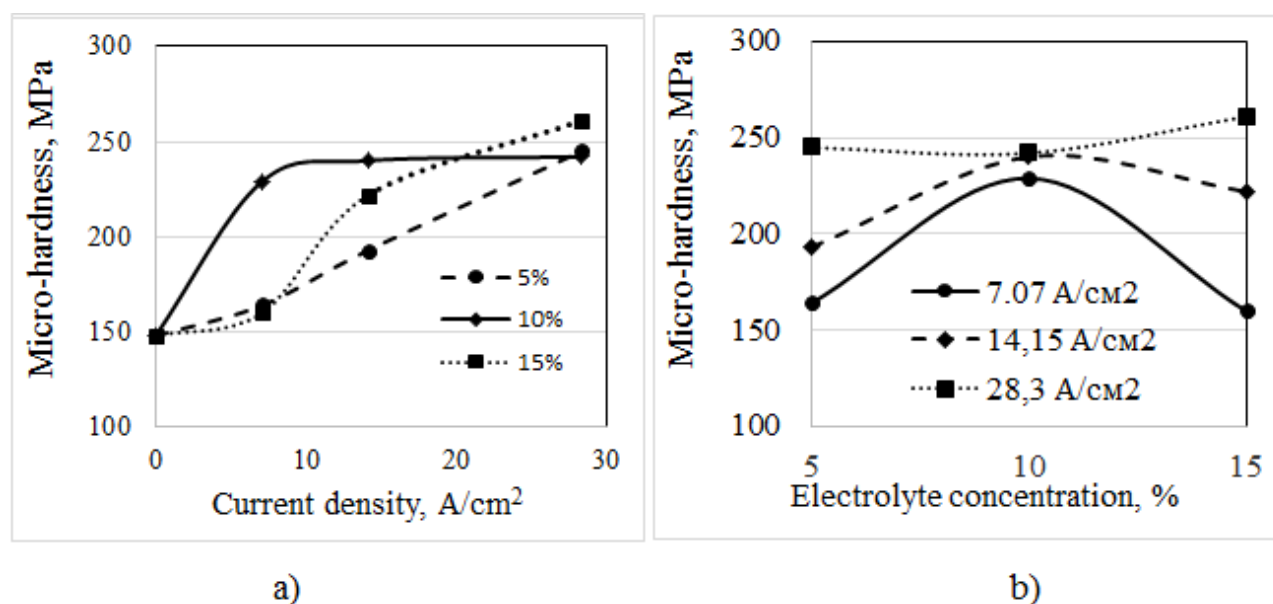 Micro-hardness, MPa
300
250
200
150
100
0
10
20
30
Current density, A/cm²
5%
10%
15%
a)
Micro-hardness, MPa
300
250
200
150
100
5
10
15
Electrolyte concentration, %
7.07 А/см2
14,15 А/см2
28,3 А/см2
b)